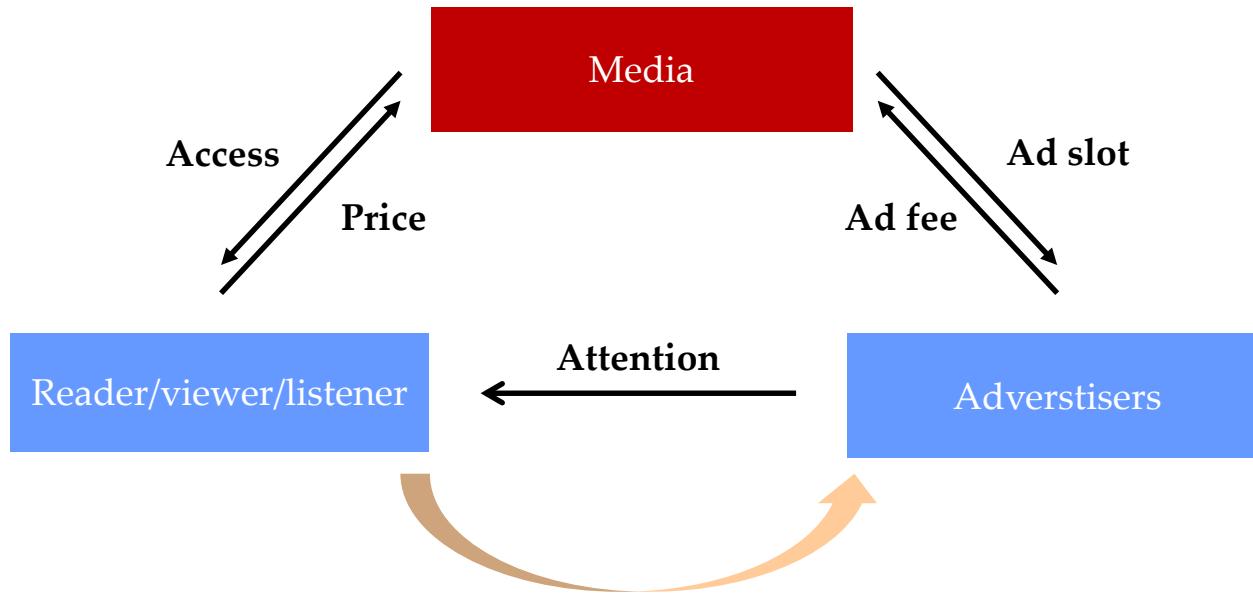 Media
Access
Ad slot
Price
Ad fee
Attention
Reader/viewer/listener
Adverstisers